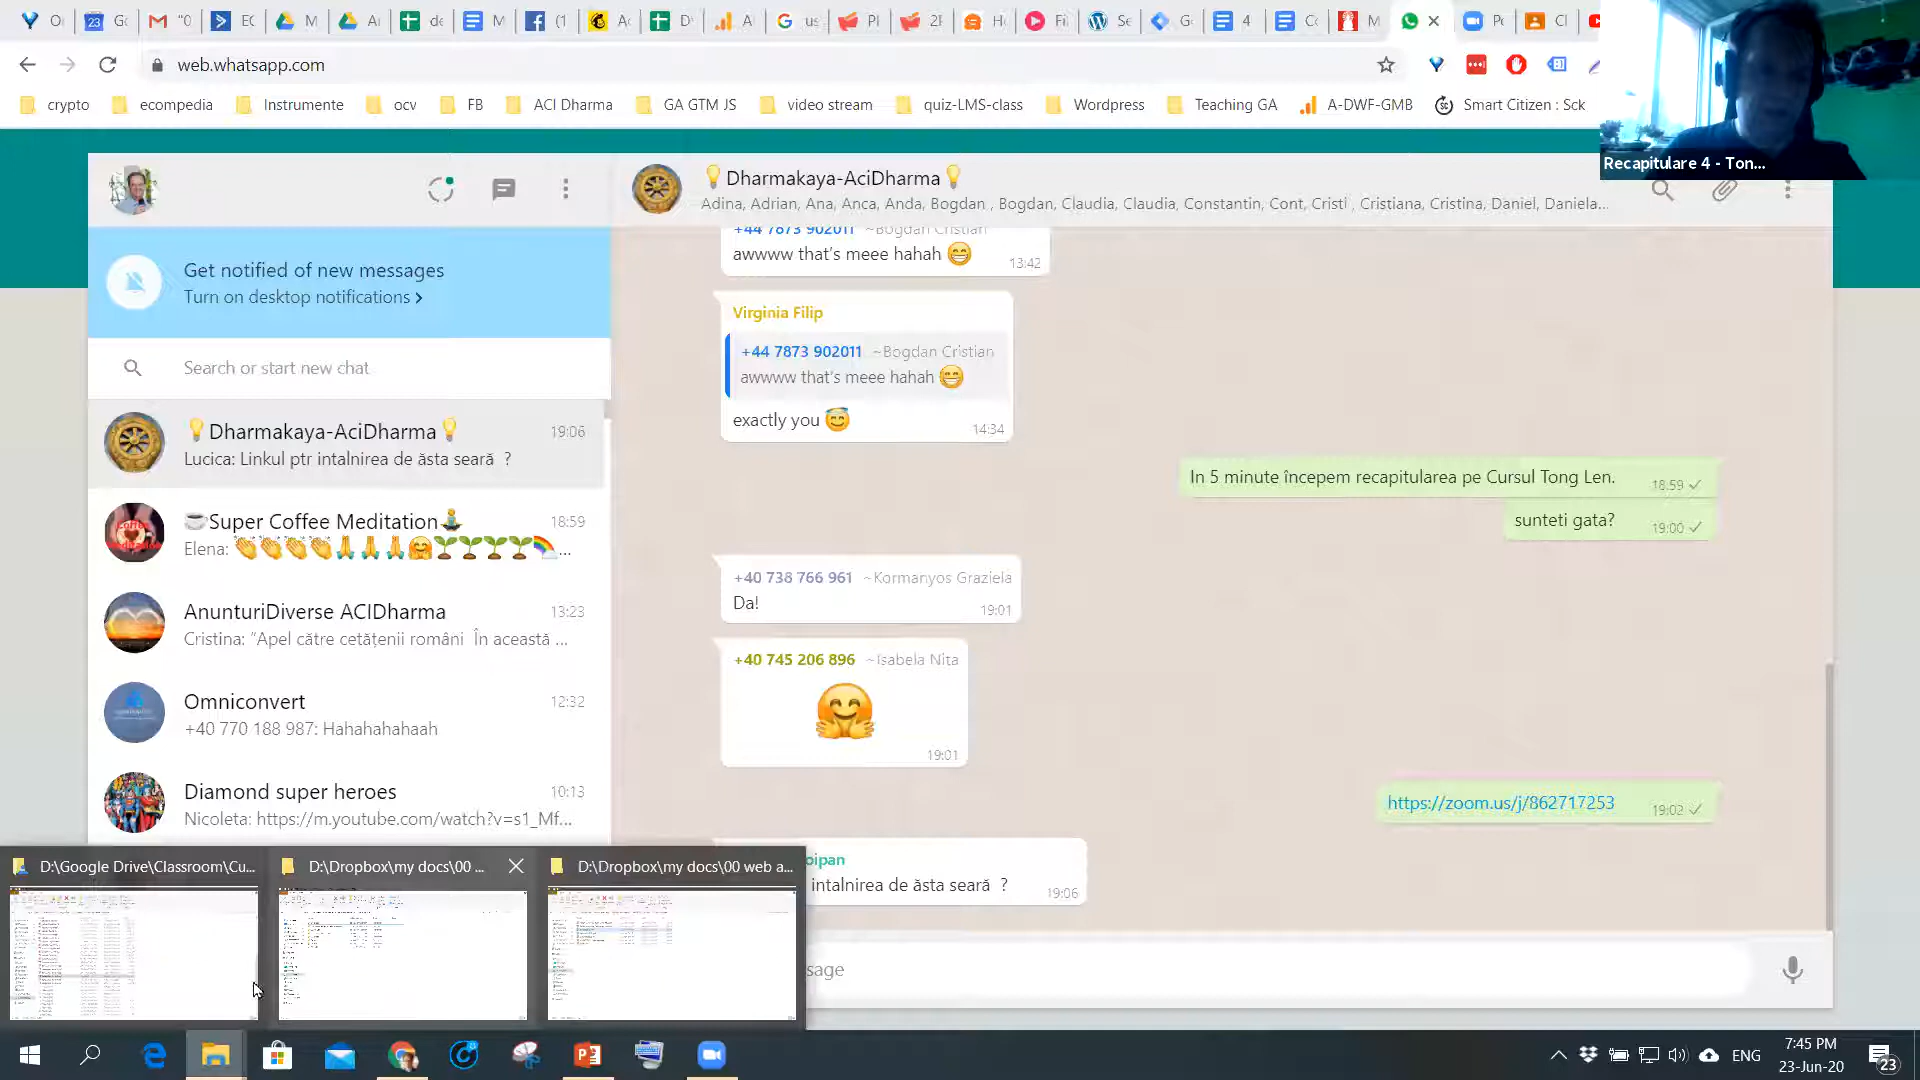 web.whatsapp.com
crypto
ecompedia
Instrumente
ocv
FB
ACI Dharma
GA GTM JS
video stream
quiz-LMS-class
Wordpress
Teaching GA
A-DWF-GMB
Smart Citizen : Sck
Recapitulare 4 - Ton...
Dharmakaya-AciDharma
Adina, Adrian, Ana, Anca, Anda, Bogdan , Bogdan, Claudia, Claudia, Constantin, Cont, Cristi , Cristiana, Cristina, Daniel, Daniela...
Get notified of new messages
Turn on desktop notifications >
Search or start new chat
Dharmakaya-AciDharma
19:06
Lucica: Linkul ptr intalnirea de ăsta seară ?
Super Coffee Meditation
18:59
Elena: 👏👏👏👏🙏🙏🙏🤗🌱🌱🌱🌱🌈...
AnunturiDiverse ACIDharma
13:23
Cristina: "Apel către cetățenii români În această ...
Omniconvert
12:32
+40 770 188 987: Hahahahahaah
Diamond super heroes
10:13
Nicoleta: https://m.youtube.com/watch?v=s1_Mf...
+44 7873 902011 ~Bogdan Cristian
awwww that's meee hahah 😁
13:42
Virginia Filip
+44 7873 902011 ~Bogdan Cristian
awwww that's meee hahah 😁
exactly you 😇
14:34
In 5 minute începem recapitularea pe Cursul Tong Len.
18:59
sunteti gata?
19:00
+40 738 766 961 ~Kormanyos Graziela
Da!
19:01
+40 745 206 896 ~Isabela Nita
🤗
19:01
https://zoom.us/j/862717253
19:02
oipan
intalnirea de ăsta seară ?
19:06
sage
D:\Google Drive\Classroom\Cu...
D:\Dropbox\my docs\00 ...
D:\Dropbox\my docs\00 web a...
ENG
7:45 PM
23-Jun-20
23